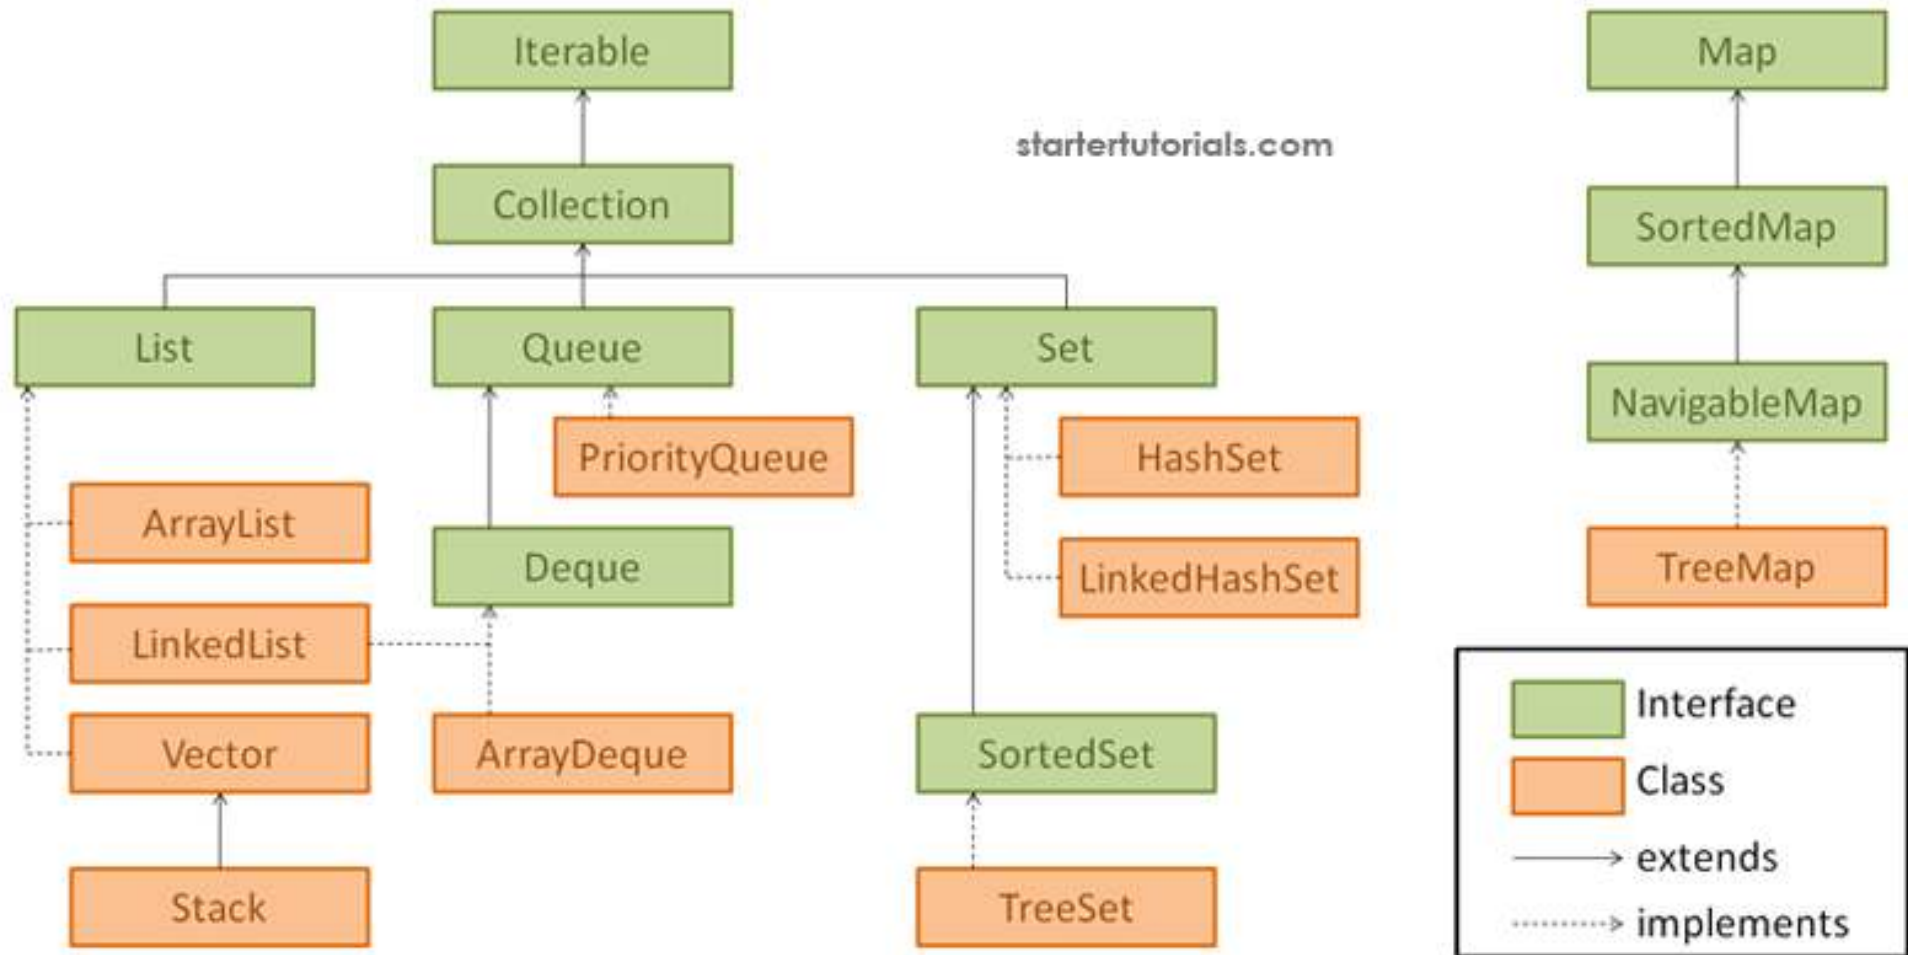 Iterable
Map
startertutorials.com
Collection
SortedMap
List
Queue
Set
NavigableMap
PriorityQueue
HashSet
ArrayList
Deque
LinkedHashSet
TreeMap
LinkedList
Vector
ArrayDeque
SortedSet
Stack
TreeSet
Interface
Class
extends
implements